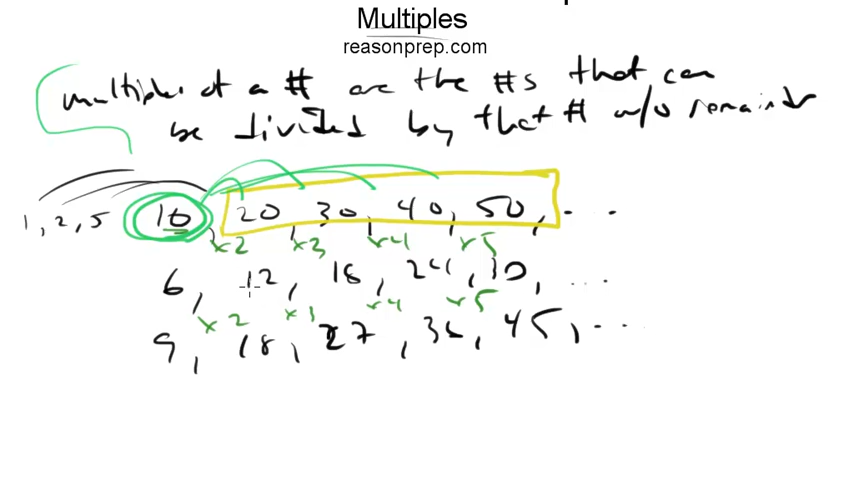 Multiples
reasonprep.com
multiples of a # are the #s that can
be divided by that # w/o remaindr
1, 2, 5 10, 20, 30, 40, 50, ...
x2 x3 x4 x5
6, 12, 18, 24, 30, ...
x2 x3 x4 x5
9, 18, 27, 36, 45, ...